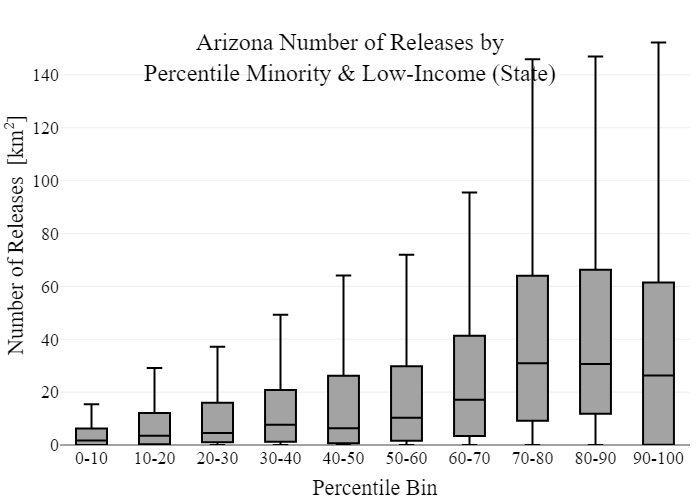 Arizona Number of Releases by
Percentile Minority & Low-Income (State)
Number of Releases [km²]
140
120
100
80
60
40
20
0
0-10 10-20 20-30 30-40 40-50 50-60 60-70 70-80 80-90 90-100
Percentile Bin